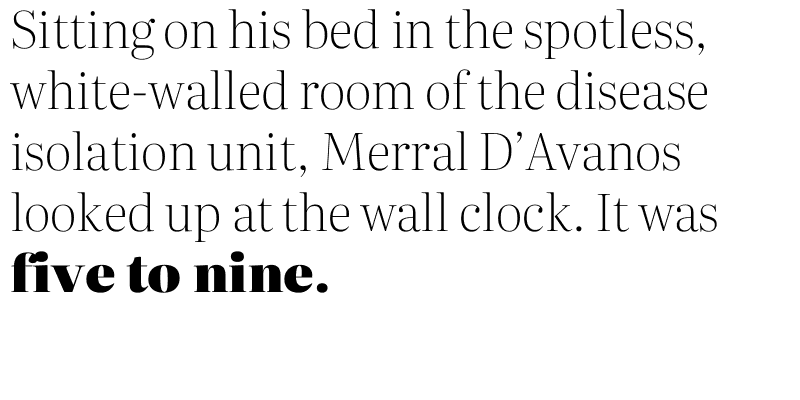 Sitting on his bed in the spotless,
white-walled room of the disease
isolation unit, Merral D’Avanos
looked up at the wall clock. It was
five to nine.